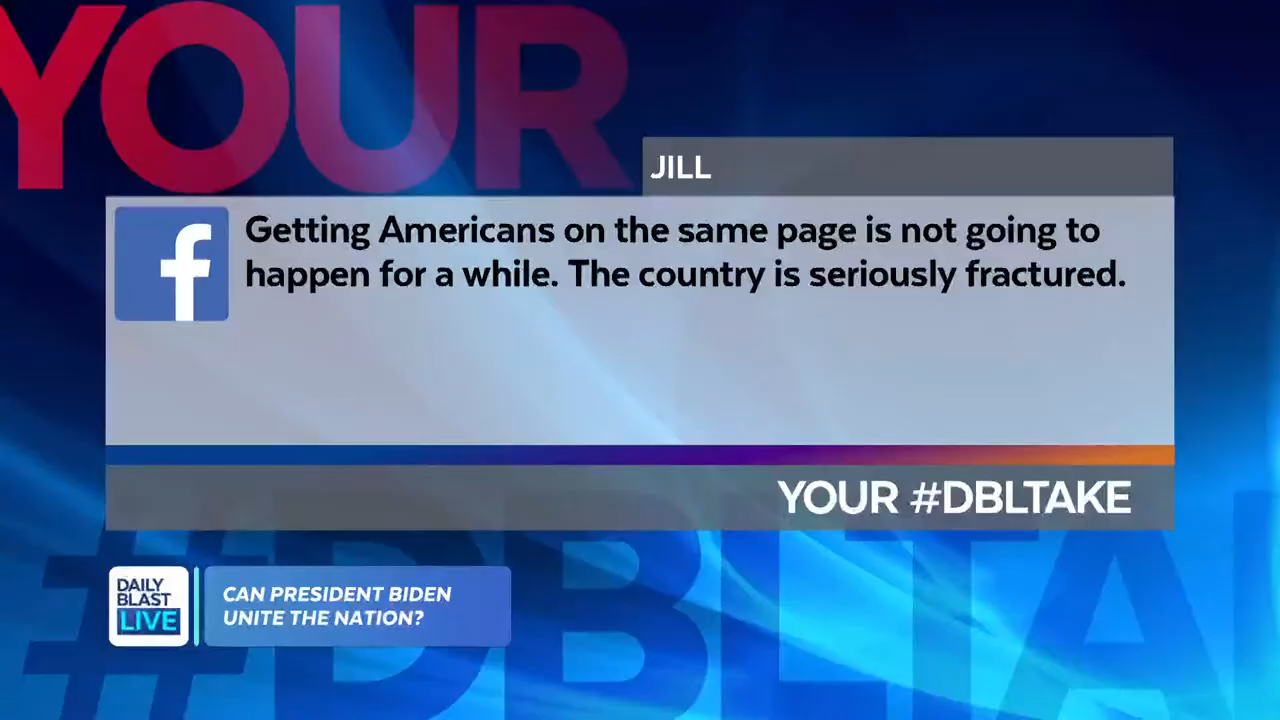 YOUR
JILL
f
Getting Americans on the same page is not going to
happen for a while. The country is seriously fractured.
YOUR #DBLTAKE
#DBLTA
DAILY
BLAST
LIVE
CAN PRESIDENT BIDEN
UNITE THE NATION?